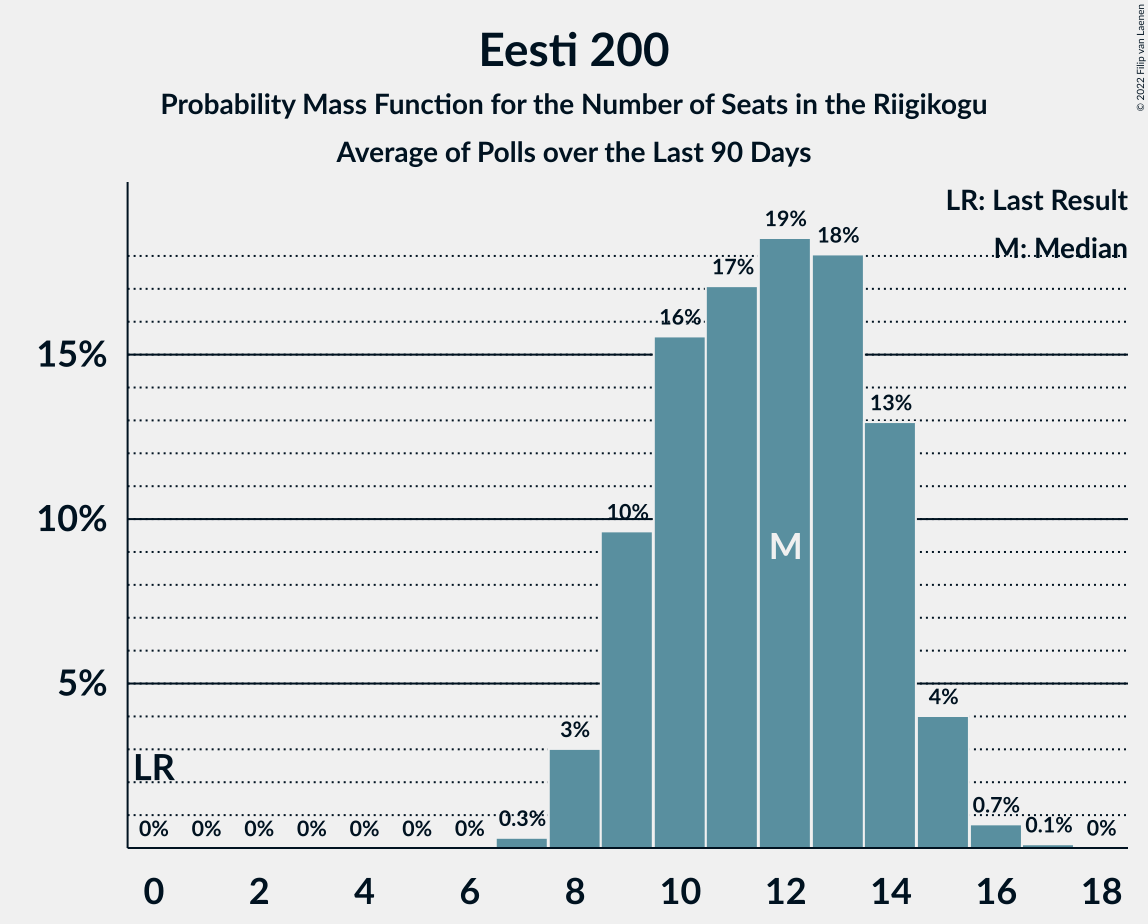 Eesti 200
Probability Mass Function for the Number of Seats in the Riigikogu
Average of Polls over the Last 90 Days
© 2022 Filip van Laenen
LR: Last Result
M: Median
15%
10%
5%
LR
0%
0%
0%
0%
0%
0%
0%
0.3%
3%
10%
16%
17%
19%
18%
13%
4%
0.7%
0.1%
0%
M
0 2 4 6 8 10 12 14 16 18